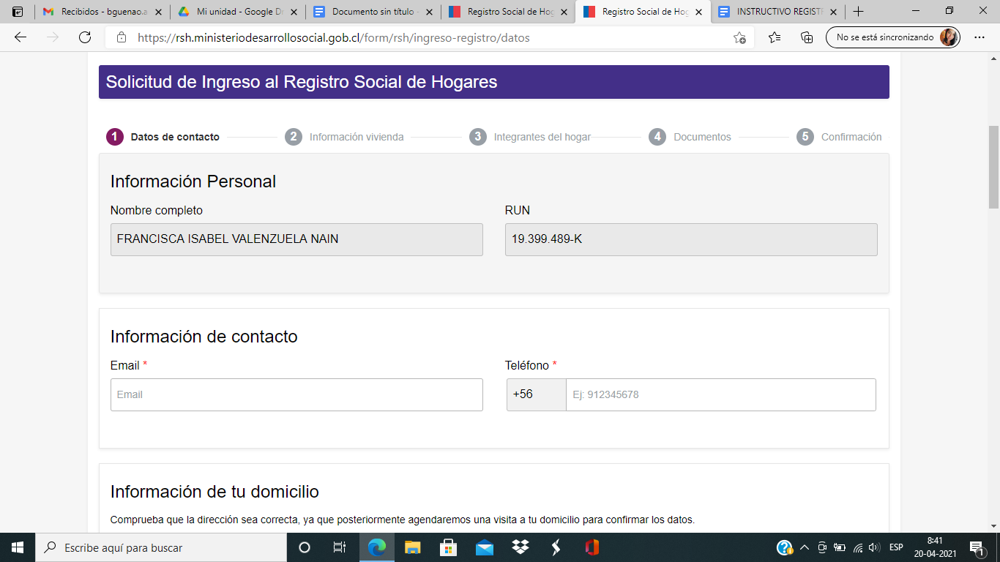 Recibidos - bguenao.a
Mi unidad - Google Dr
Documento sin título -
Registro Social de Hog
Registro Social de Hog
INSTRUCTIVO REGISTR
https://rsh.ministeriodesarrollosocial.gob.cl/form/rsh/ingreso-registro/datos
No se está sincronizando
Solicitud de Ingreso al Registro Social de Hogares
1 Datos de contacto 2 Información vivienda 3 Integrantes del hogar 4 Documentos 5 Confirmación
Información Personal
Nombre completo RUN
FRANCISCA ISABEL VALENZUELA NAIN 19.399.489-K
Información de contacto
Email * Teléfono *
Email +56 Ej: 912345678
Información de tu domicilio
Comprueba que la dirección sea correcta, ya que posteriormente agendaremos una visita a tu domicilio para confirmar los datos.
Escribe aquí para buscar
ESP
8:41
20-04-2021
1